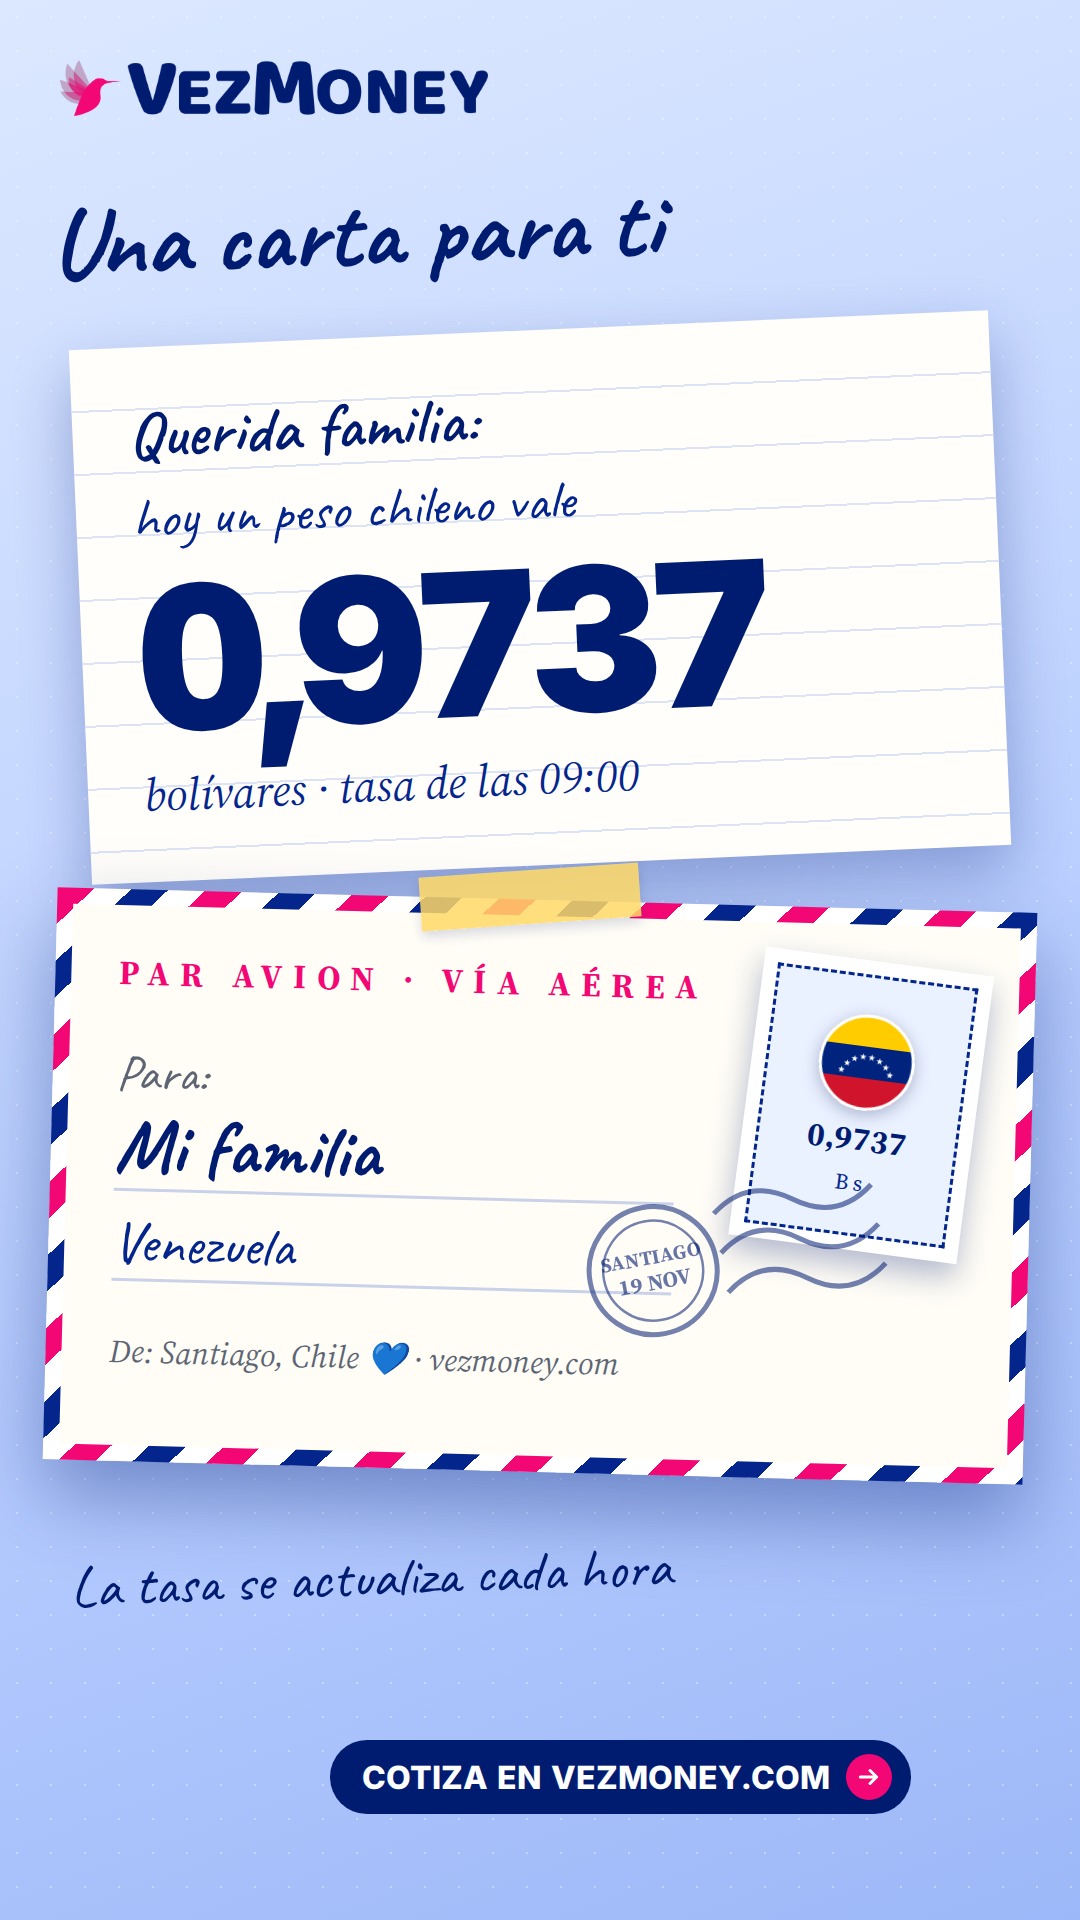 VEZMONEY
Una carta para ti
Querida familia:
hoy un peso chileno vale
0,9737
bolívares · tasa de las 09:00
PAR AVION · VÍA AÉREA
0,9737
Bs
Para:
Mi familia
Venezuela
SANTIAGO
19 NOV
De: Santiago, Chile 💙 · vezmoney.com
La tasa se actualiza cada hora
COTIZA EN VEZMONEY.COM →